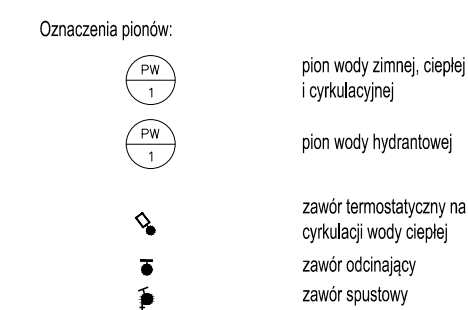 Oznaczenia pionów:
PW
1
pion wody zimnej, ciepłej
i cyrkulacyjnej
PW
1
pion wody hydrantowej
zawór termostatyczny na
cyrkulacji wody ciepłej
zawór odcinający
zawór spustowy